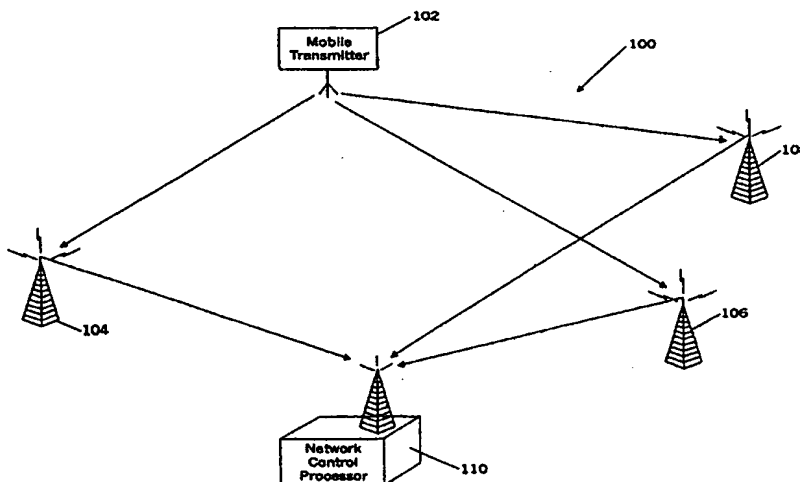 102
Mobile
Transmitter
100
104
106
Network
Control
Processor
110